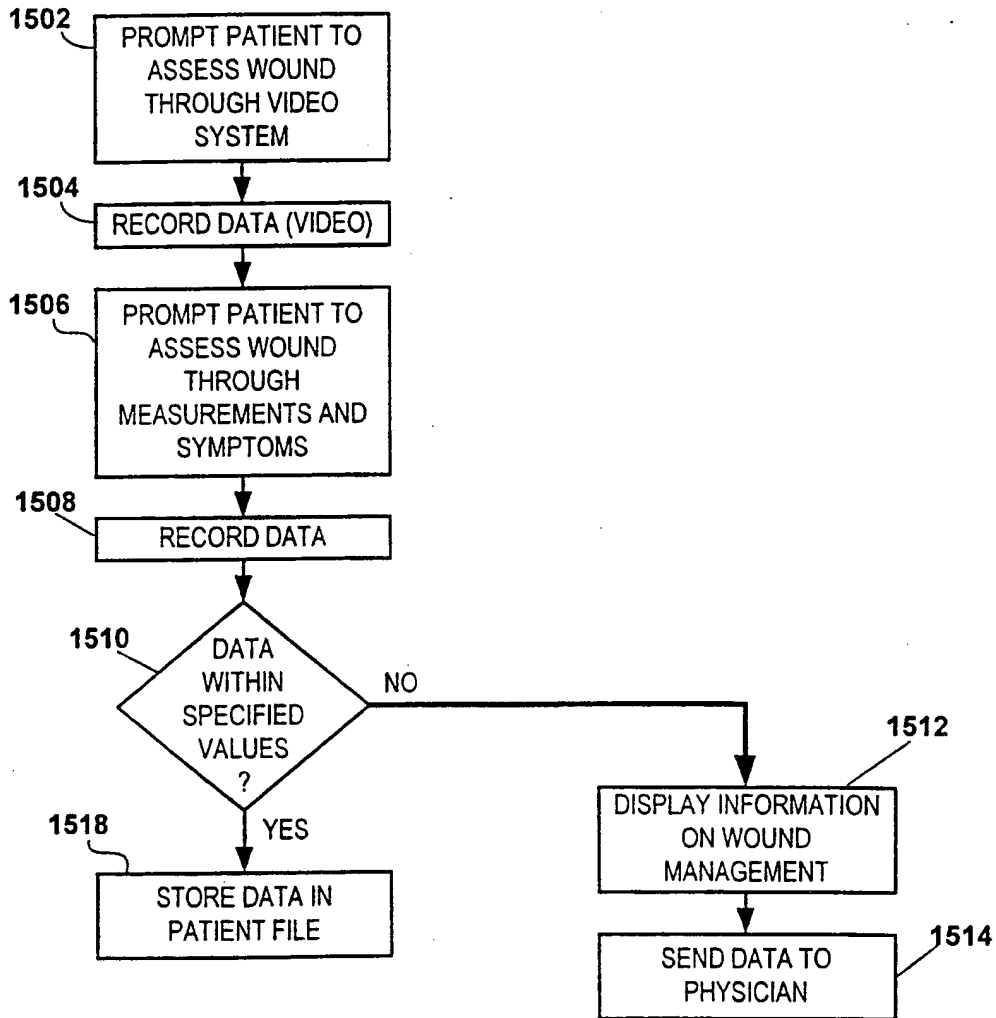 1502
PROMPT PATIENT TO
ASSESS WOUND
THROUGH VIDEO
SYSTEM
1504
RECORD DATA (VIDEO)
1506
PROMPT PATIENT TO
ASSESS WOUND
THROUGH
MEASUREMENTS AND
SYMPTOMS
1508
RECORD DATA
1510
DATA
WITHIN
SPECIFIED
VALUES
?
NO
YES
1512
DISPLAY INFORMATION
ON WOUND
MANAGEMENT
1518
STORE DATA IN
PATIENT FILE
1514
SEND DATA TO
PHYSICIAN